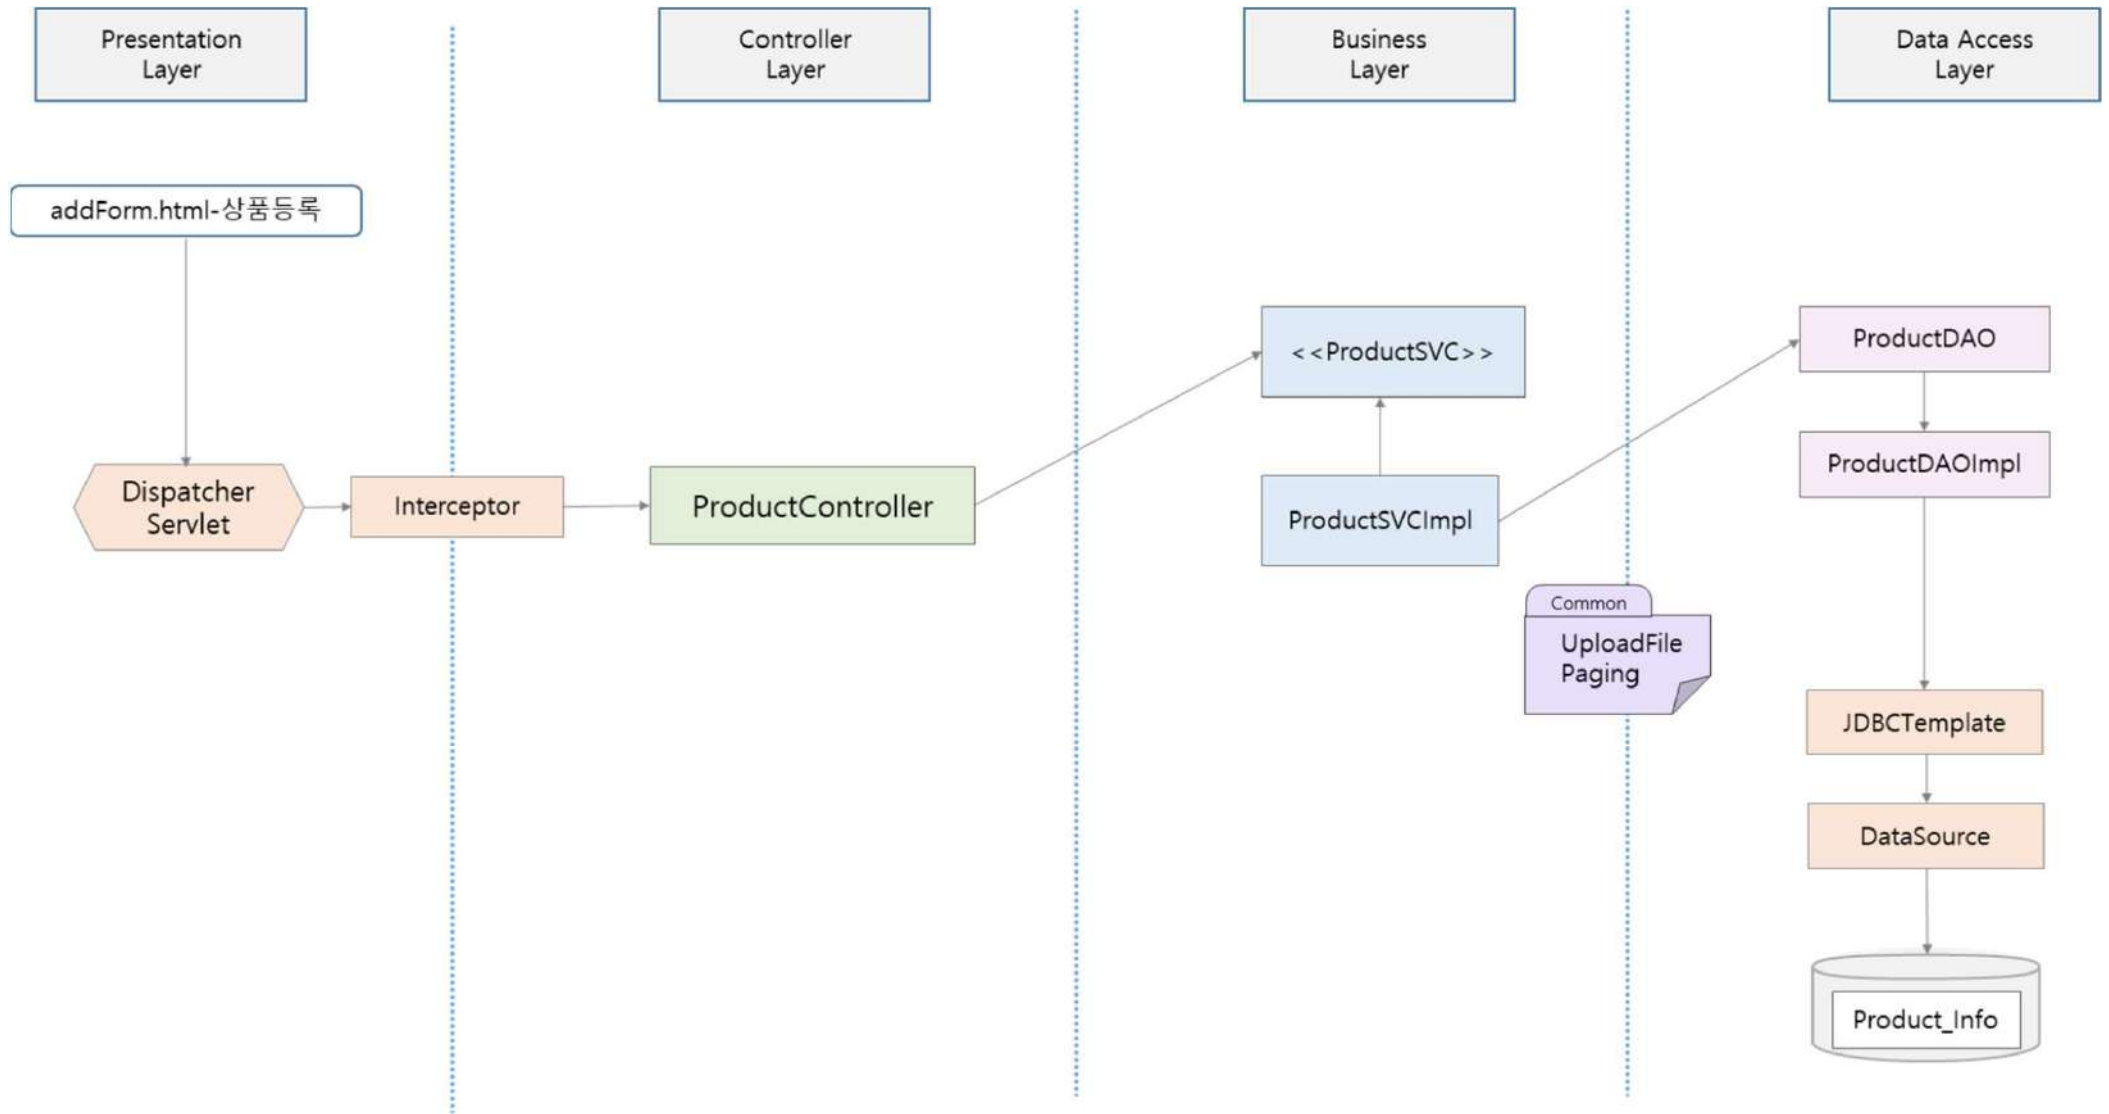 Presentation
Layer
Controller
Layer
Business
Layer
Data Access
Layer
addForm.html-상품등록
Dispatcher
Servlet
Interceptor
ProductController
<<ProductSVC>>
ProductSVCImpl
Common
UploadFile
Paging
ProductDAO
ProductDAOImpl
JDBCTemplate
DataSource
Product_Info